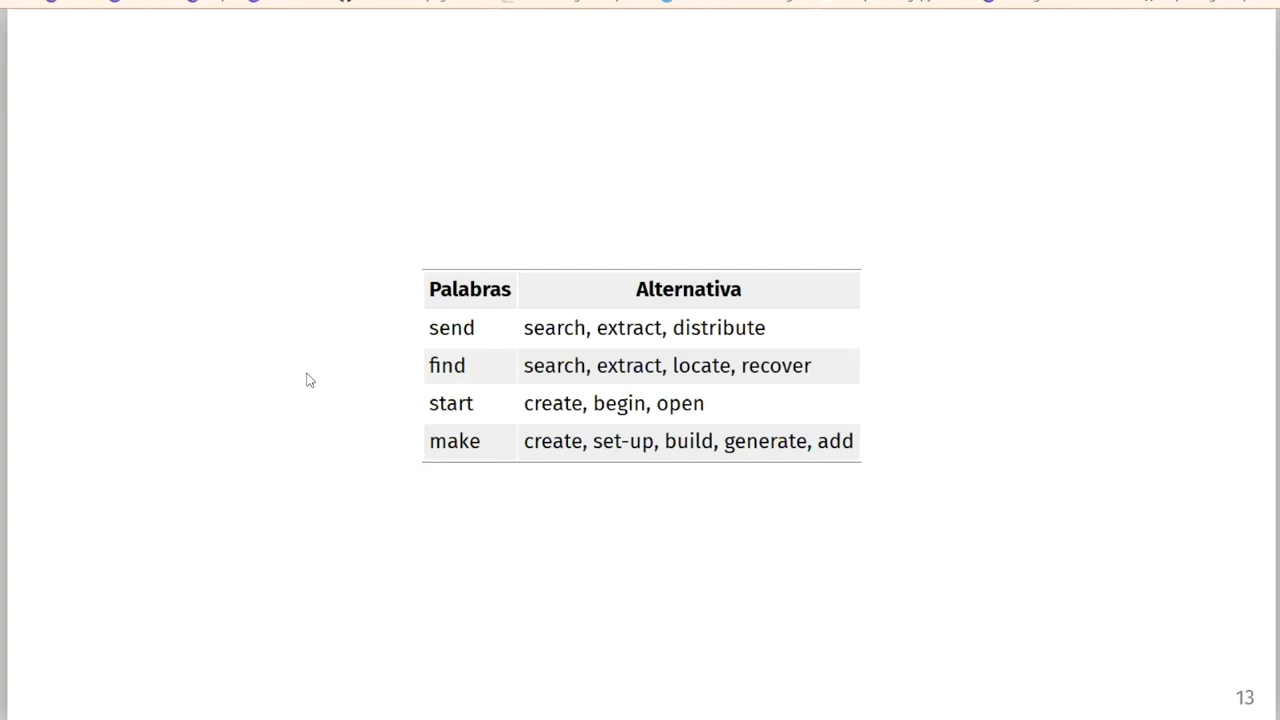 Palabras Alternativa
send search, extract, distribute
find search, extract, locate, recover
start create, begin, open
make create, set-up, build, generate, add
13